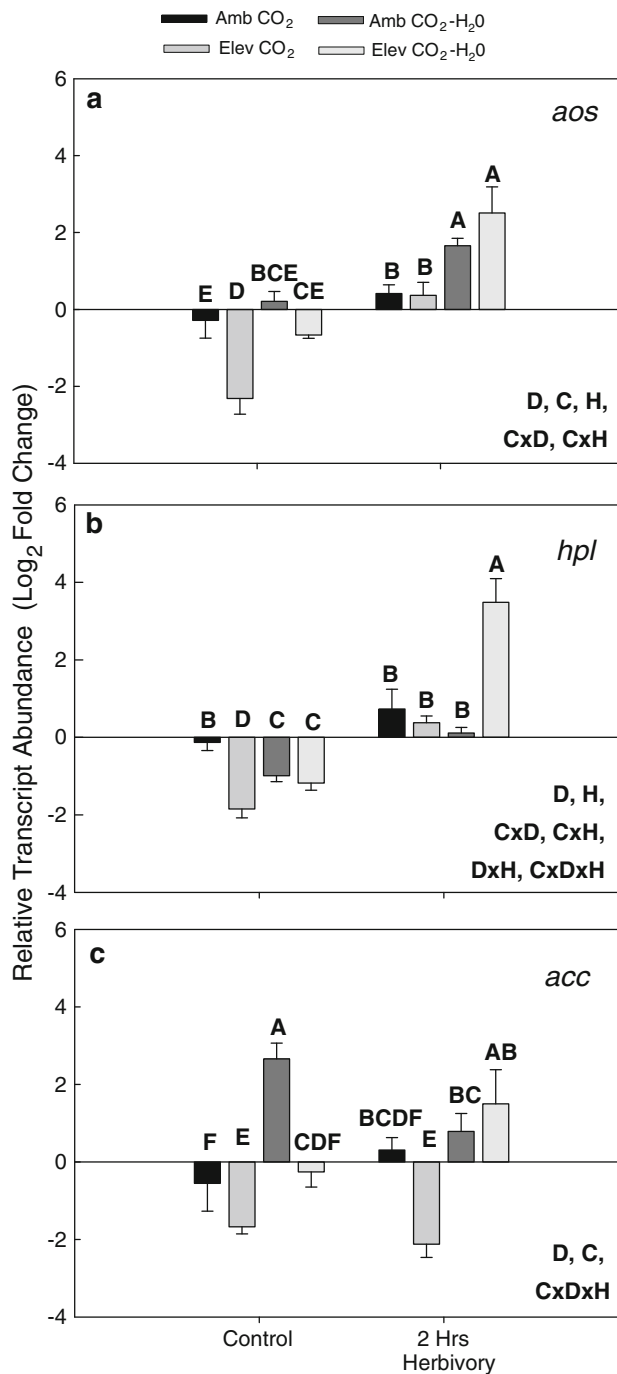 Amb CO₂ Amb CO₂-H₂0
Elev CO₂ Elev CO₂-H₂0
Relative Transcript Abundance (Log₂ Fold Change)
6
a
aos
4
A
A
2
BCE
B
B
E
D
CE
0
-2
D, C, H,
CxD, CxH
-4
6
b
hpl
4
A
2
B
B
B
B
D
C
C
0
-2
D, H,
CxD, CxH,
DxH, CxDxH
-4
6
c
acc
4
A
AB
2
BCDF
BC
F
E
CDF
E
0
-2
D, C,
CxDxH
-4
Control
2 Hrs
Herbivory